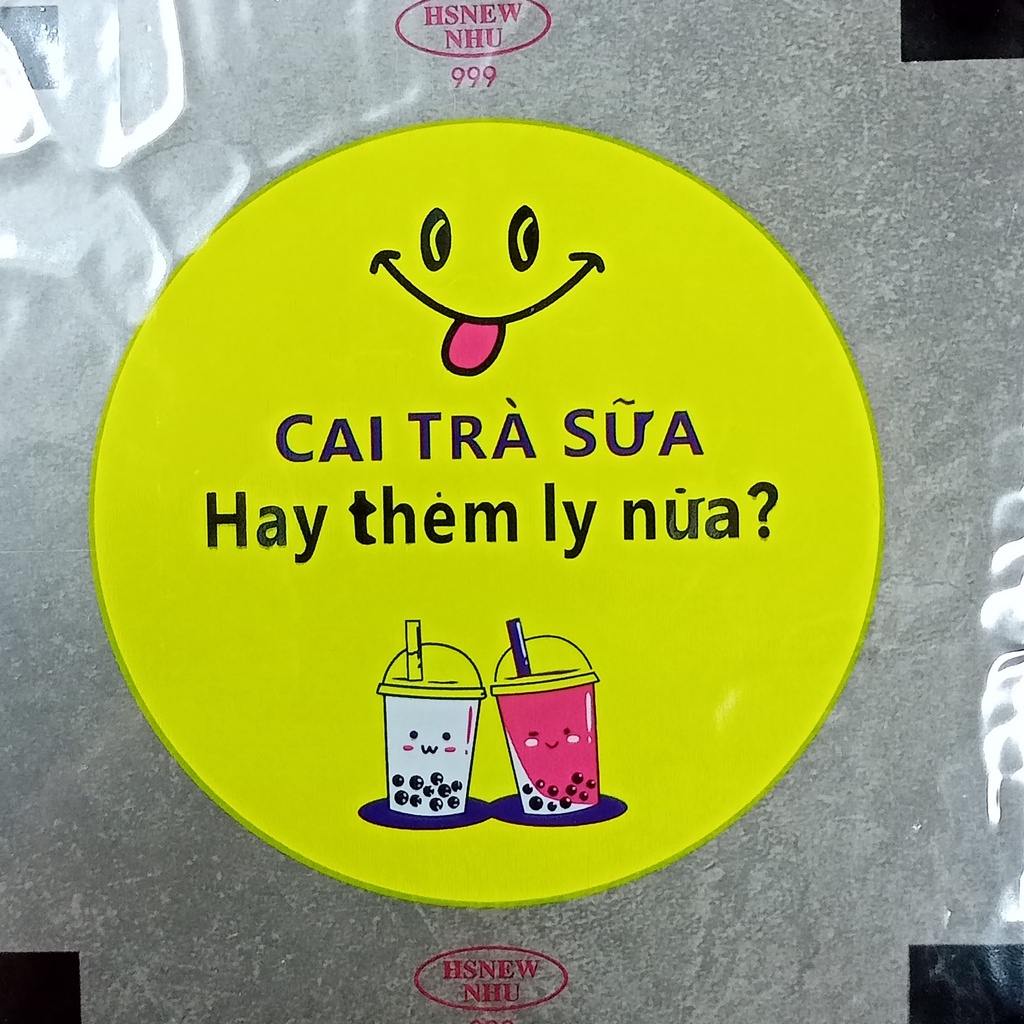 HSNEW
NHU
999
CAI TRÀ SỮA
Hay thêm ly nữa?
HSNEW
NHU